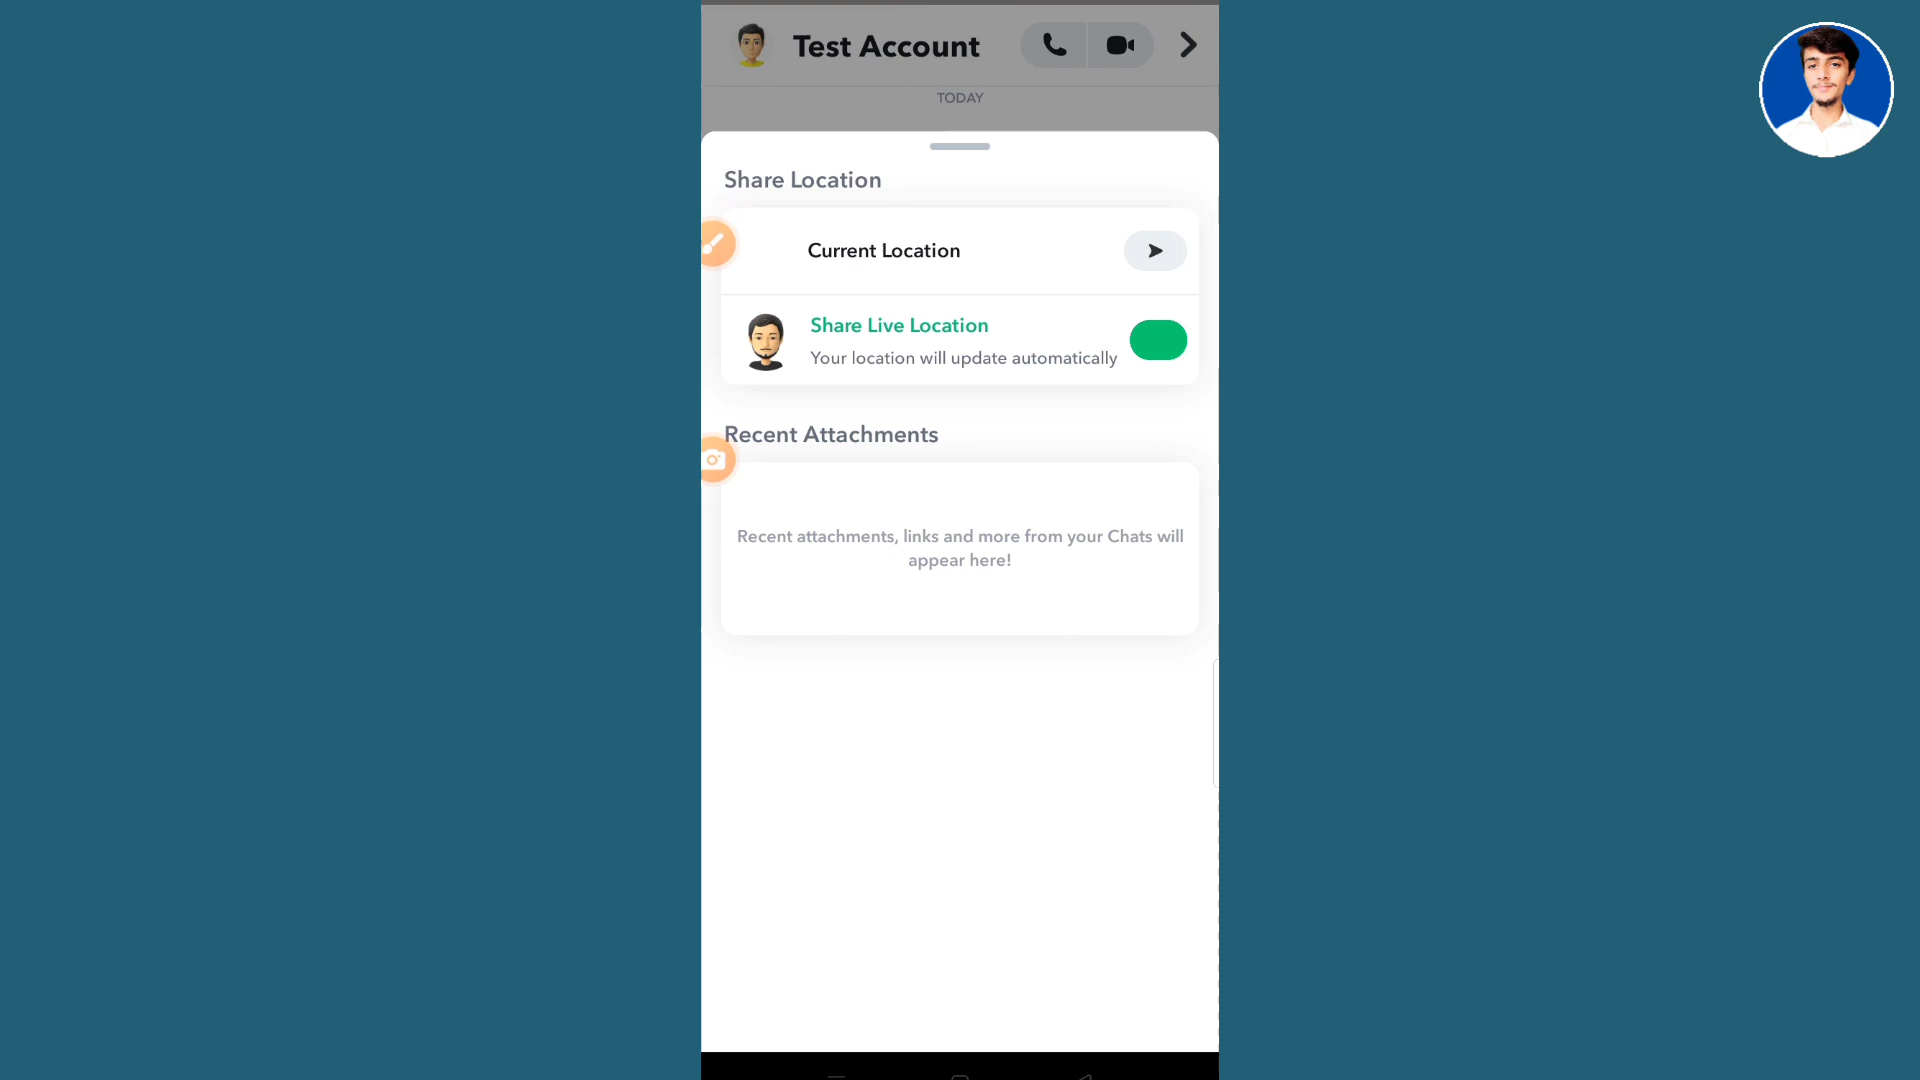 Test Account
TODAY
Share Location
Current Location
Share Live Location
Your location will update automatically
Recent Attachments
Recent attachments, links and more from your Chats will
appear here!